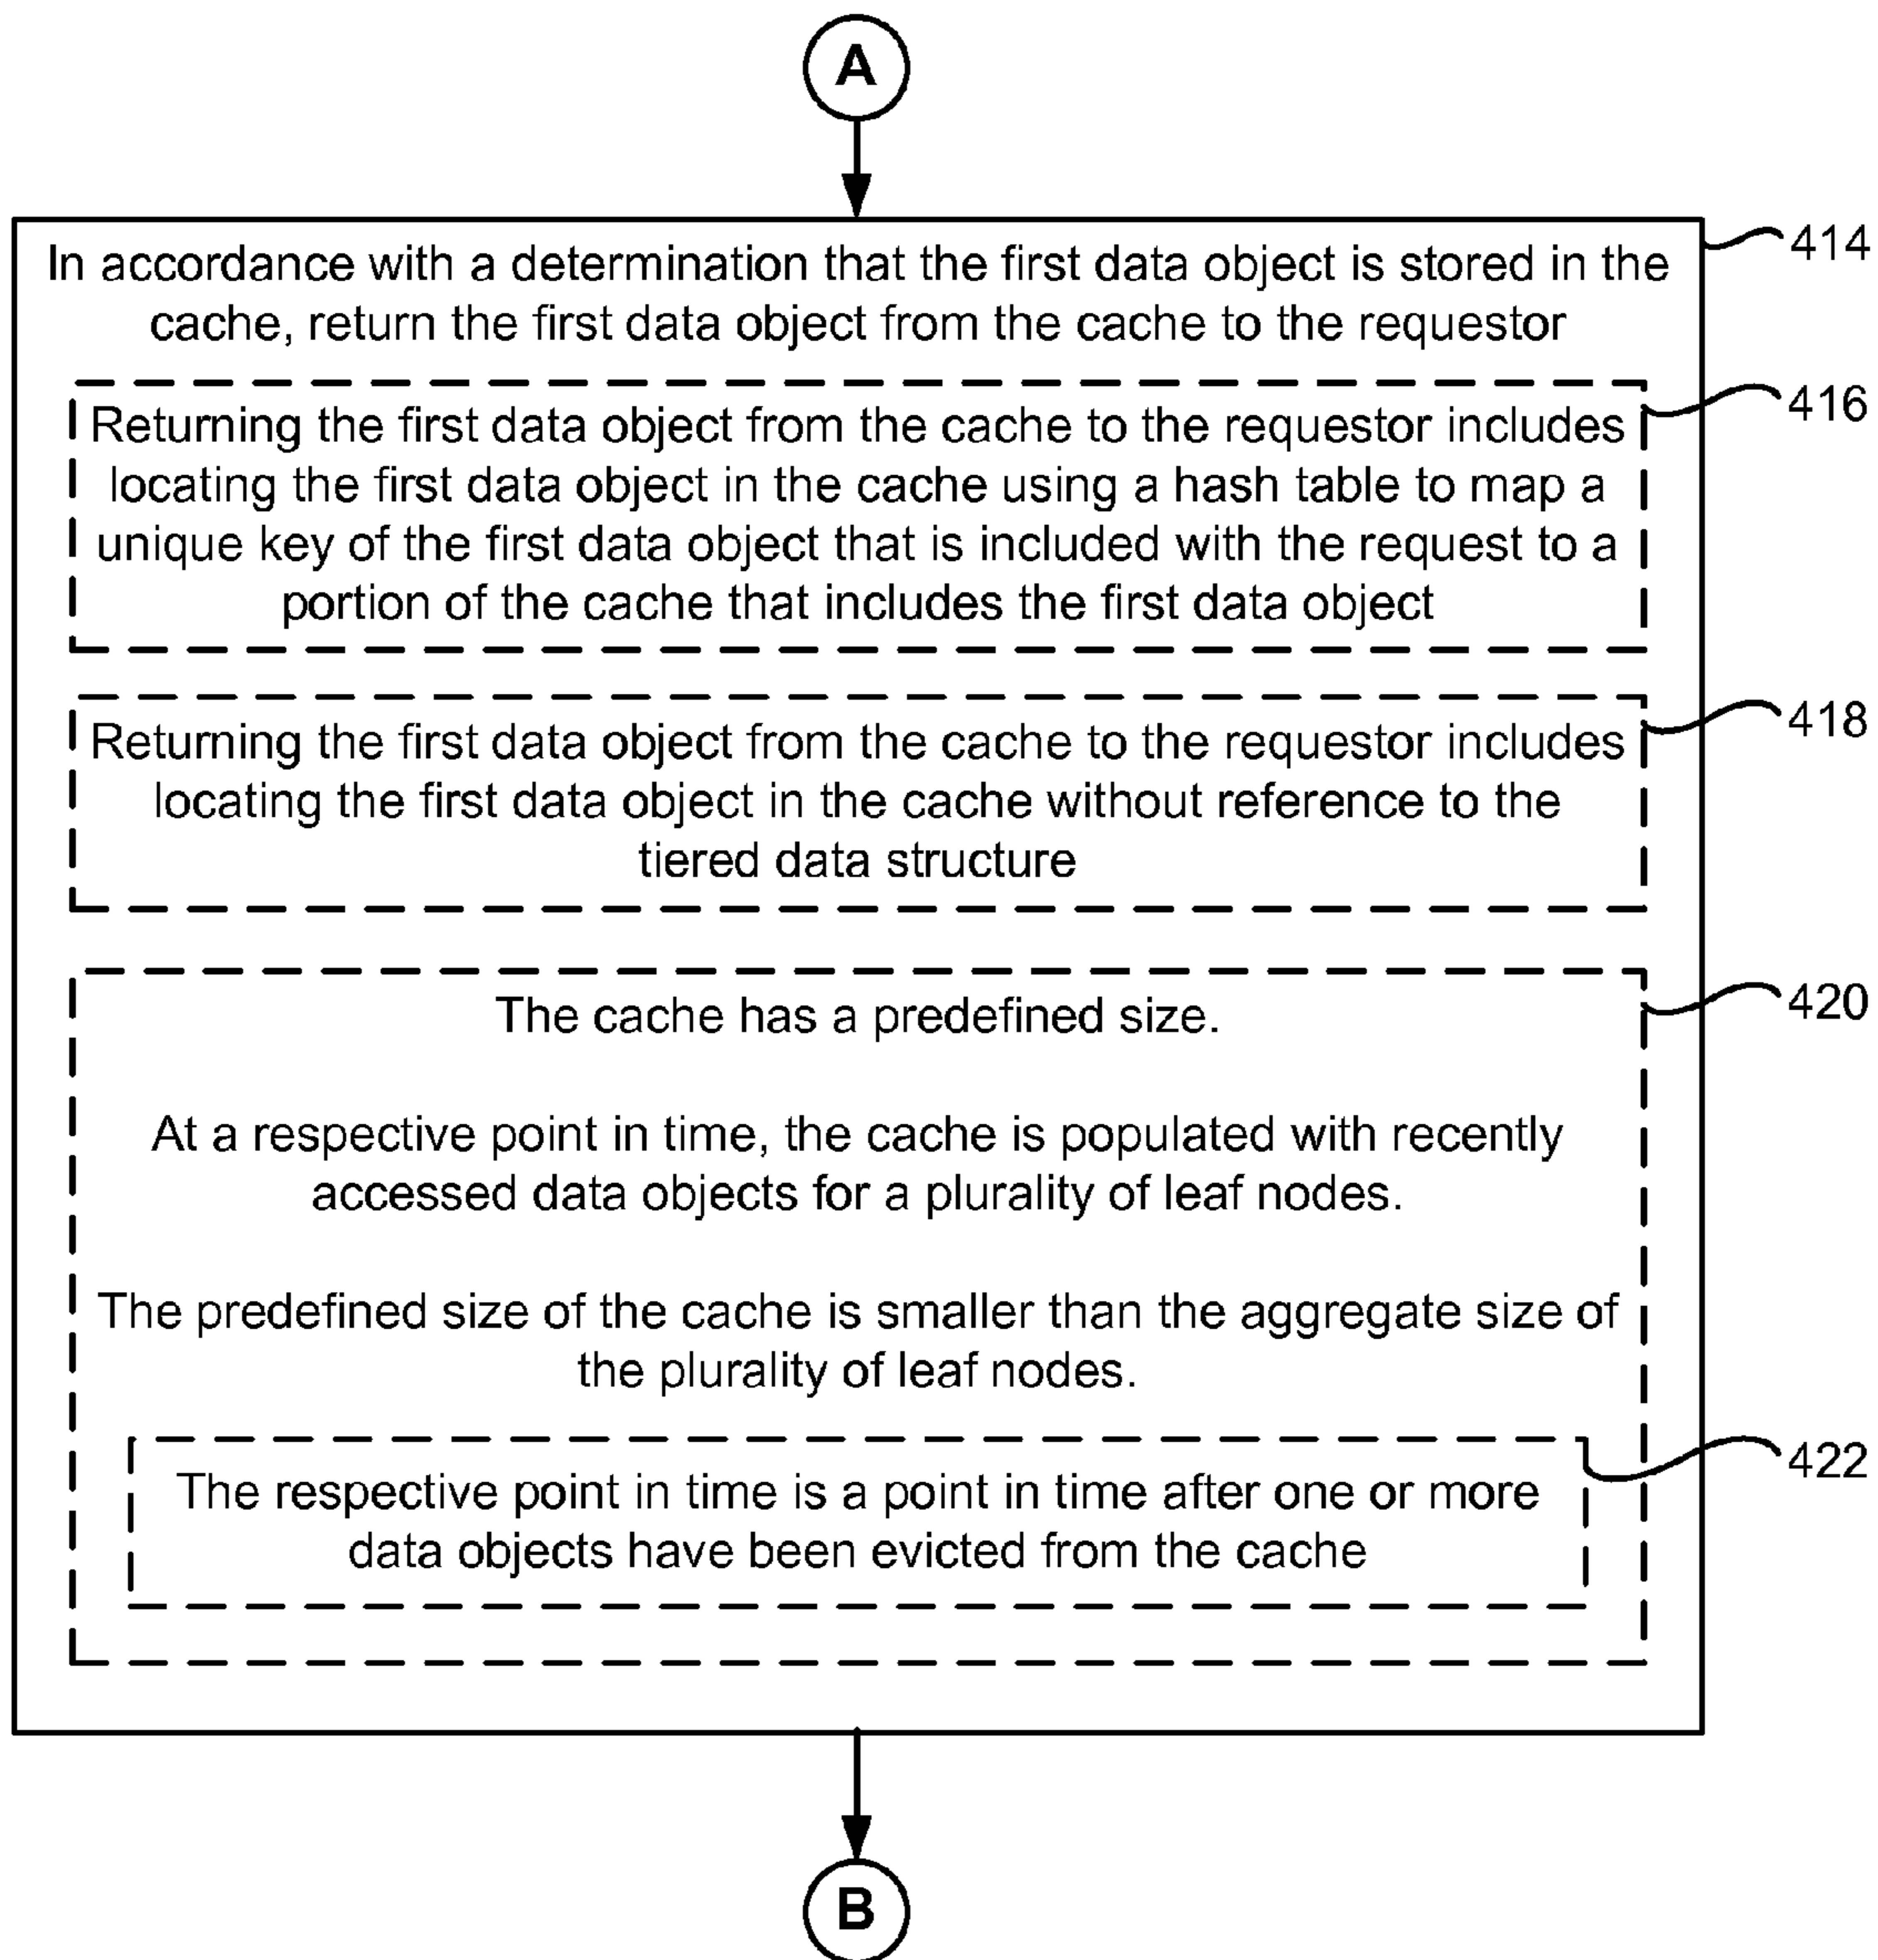 A
In accordance with a determination that the first data object is stored in the
cache, return the first data object from the cache to the requestor
414
Returning the first data object from the cache to the requestor includes
locating the first data object in the cache using a hash table to map a
unique key of the first data object that is included with the request to a
portion of the cache that includes the first data object
416
Returning the first data object from the cache to the requestor includes
locating the first data object in the cache without reference to the
tiered data structure
418
The cache has a predefined size.
420
At a respective point in time, the cache is populated with recently
accessed data objects for a plurality of leaf nodes.
The predefined size of the cache is smaller than the aggregate size of
the plurality of leaf nodes.
The respective point in time is a point in time after one or more
data objects have been evicted from the cache
422
B